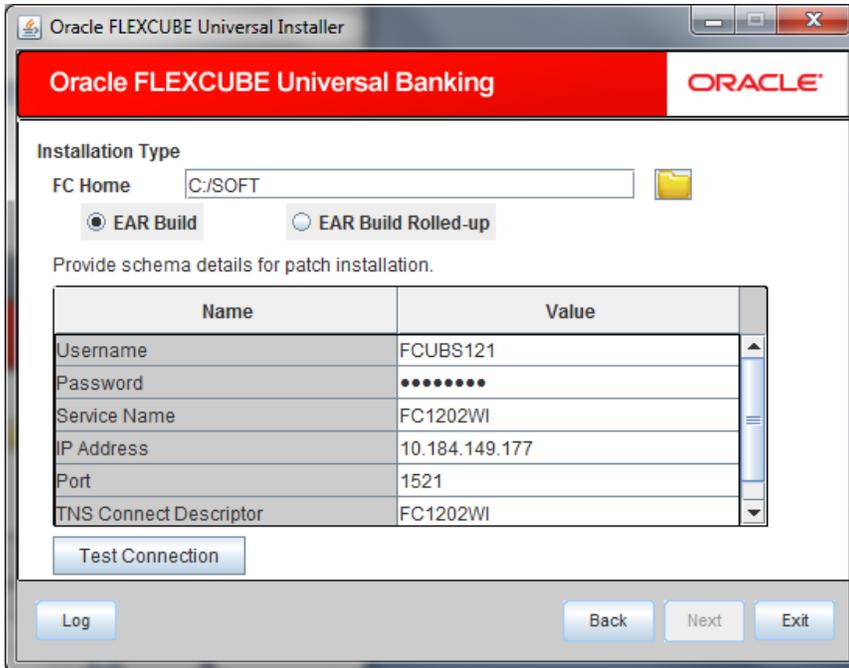 Oracle FLEXCUBE Universal Installer
Oracle FLEXCUBE Universal Banking
ORACLE
Installation Type
FC Home C:/SOFT
EAR Build EAR Build Rolled-up
Provide schema details for patch installation.
Name Value
Username FCUBS121
Password ••••••••
Service Name FC1202WI
IP Address 10.184.149.177
Port 1521
TNS Connect Descriptor FC1202WI
Test Connection
Log Back Next Exit